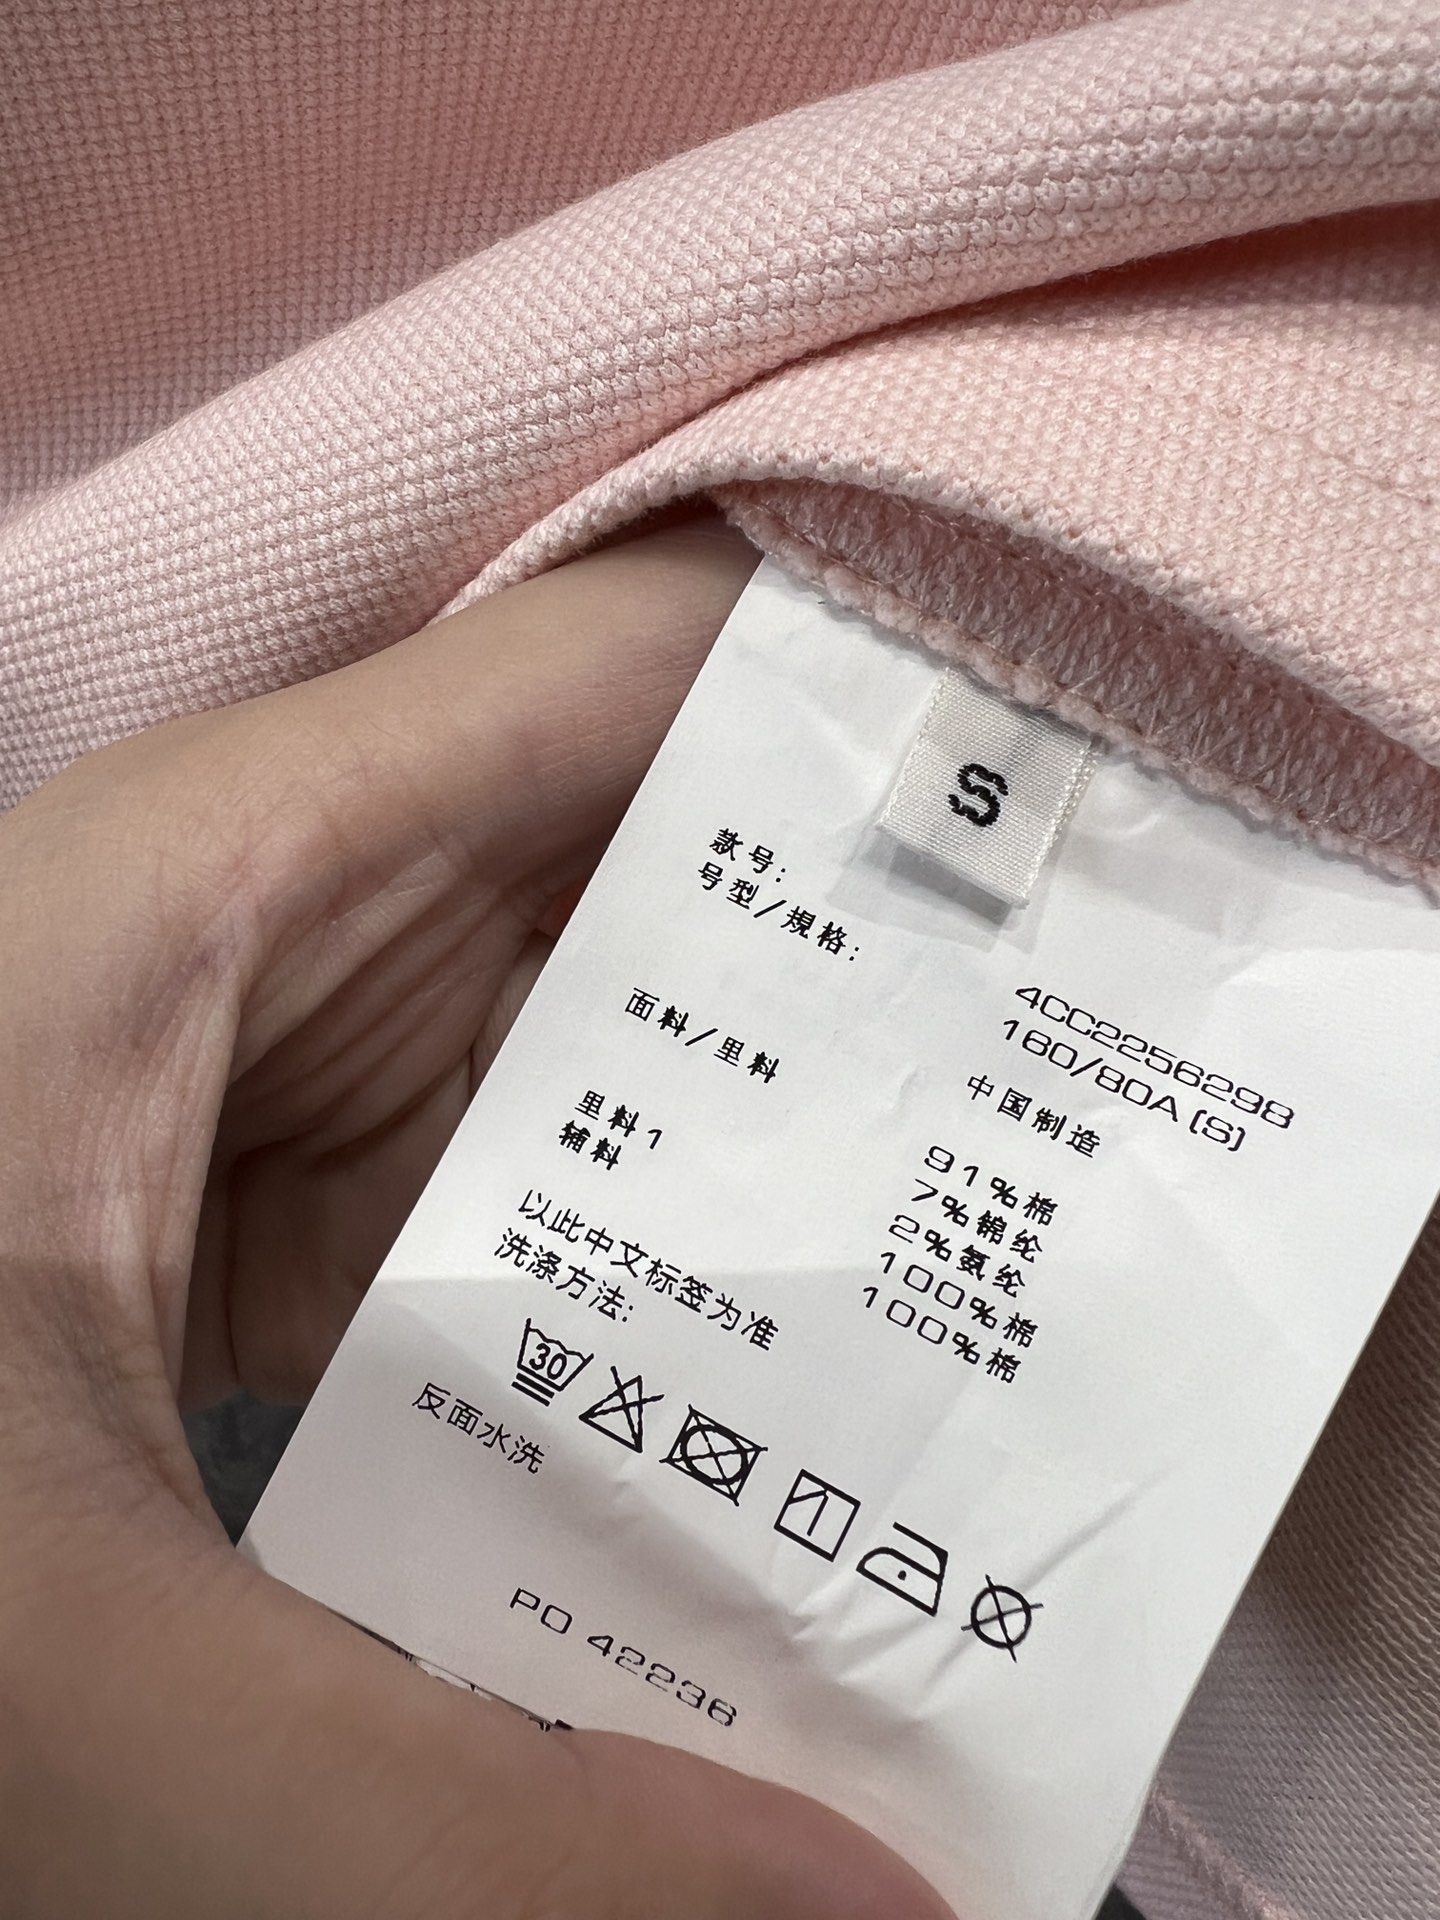 S
款号:
号型/規格:
4CC2256298
160/80A (S)
中国制造
面料/里料
91%棉
7%锦纶
2%氨纶
里料1
100%棉
辅料
100%棉
以此中文标签为准
洗涤方法:
30
反面水洗
PO 42236